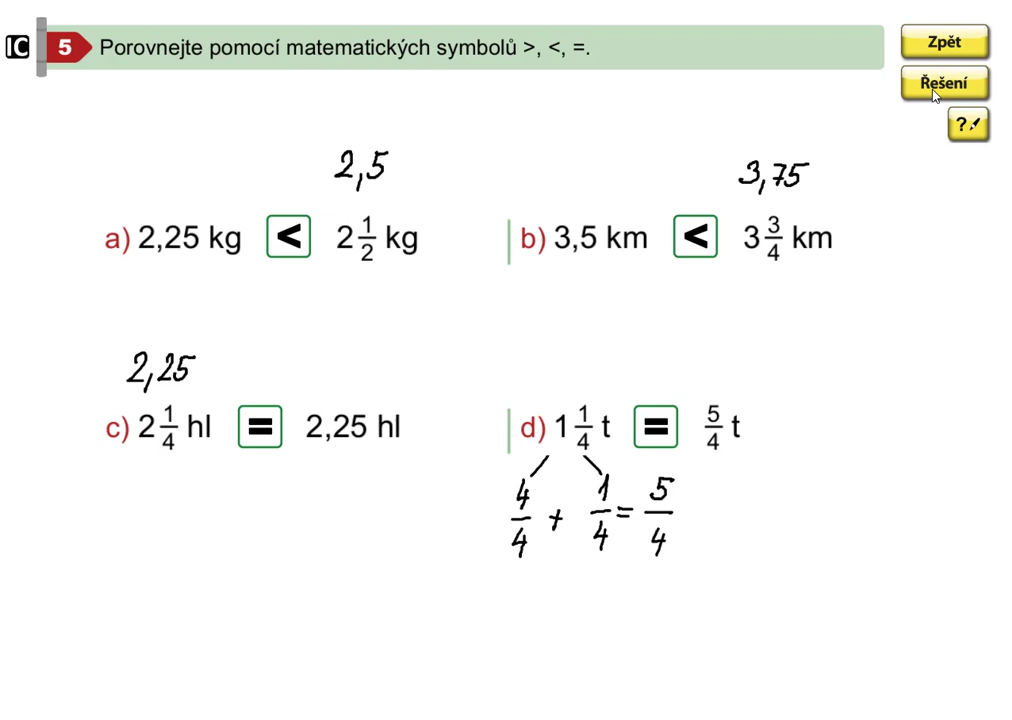 IC 5 Porovnejte pomocí matematických symbolů >, <, =.
Zpět
Řešení
?
2,5
3,75
a) 2,25 kg < 2 1/2 kg
b) 3,5 km < 3 3/4 km
2,25
c) 2 1/4 hl = 2,25 hl
d) 1 1/4 t = 5/4 t
4/4 + 1/4 = 5/4